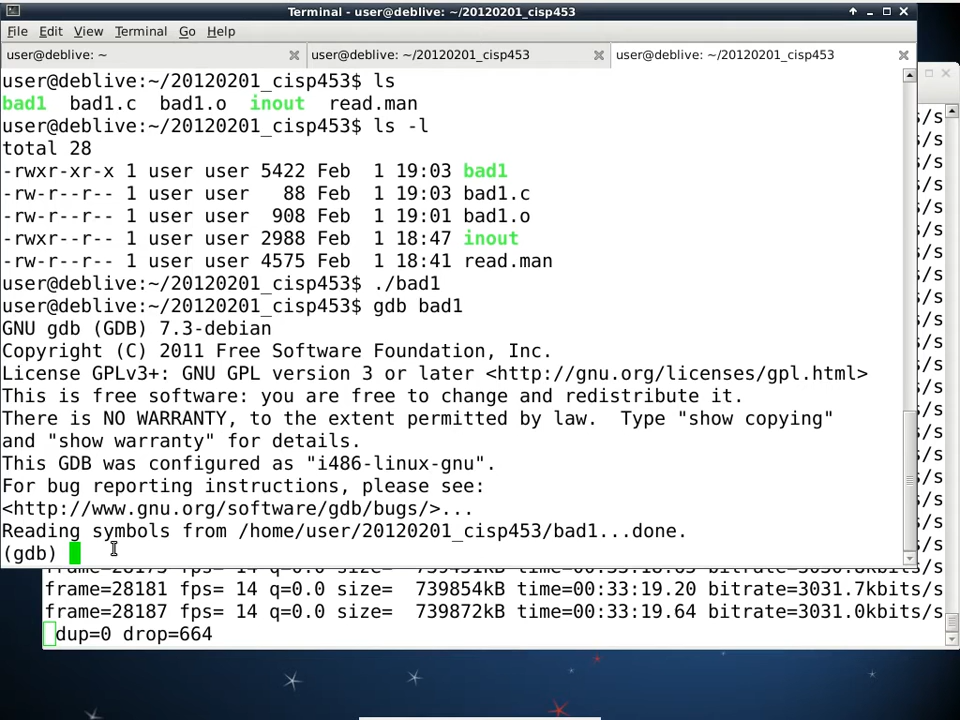 Terminal - user@deblive: ~/20120201_cisp453
File Edit View Terminal Go Help
user@deblive: ~
user@deblive: ~/20120201_cisp453
user@deblive: ~/20120201_cisp453
user@deblive:~/20120201_cisp453$ ls
bad1 bad1.c bad1.o inout read.man
user@deblive:~/20120201_cisp453$ ls -l
total 28
-rwxr-xr-x 1 user user 5422 Feb 1 19:03 bad1
-rw-r--r-- 1 user user 88 Feb 1 19:03 bad1.c
-rw-r--r-- 1 user user 908 Feb 1 19:01 bad1.o
-rwxr--r-- 1 user user 2988 Feb 1 18:47 inout
-rw-r--r-- 1 user user 4575 Feb 1 18:41 read.man
user@deblive:~/20120201_cisp453$ ./bad1
user@deblive:~/20120201_cisp453$ gdb bad1
GNU gdb (GDB) 7.3-debian
Copyright (C) 2011 Free Software Foundation, Inc.
License GPLv3+: GNU GPL version 3 or later <http://gnu.org/licenses/gpl.html>
This is free software: you are free to change and redistribute it.
There is NO WARRANTY, to the extent permitted by law. Type "show copying"
and "show warranty" for details.
This GDB was configured as "i486-linux-gnu".
For bug reporting instructions, please see:
<http://www.gnu.org/software/gdb/bugs/>...
Reading symbols from /home/user/20120201_cisp453/bad1...done.
(gdb)
frame=28181 fps= 14 q=0.0 size= 739854kB time=00:33:19.20 bitrate=3031.7kbits/s
frame=28187 fps= 14 q=0.0 size= 739872kB time=00:33:19.64 bitrate=3031.0kbits/s
dup=0 drop=664